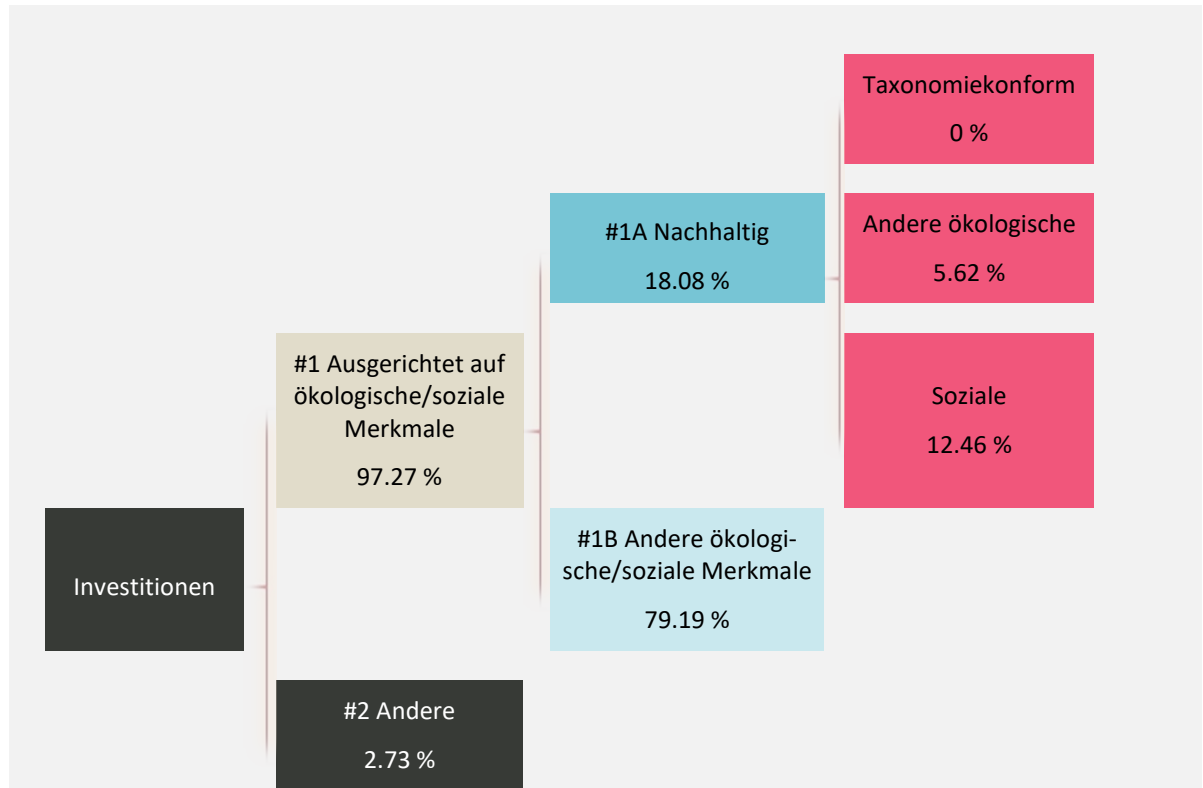 Taxonomiekonform
0 %
#1A Nachhaltig
18.08 %
Andere ökologische
5.62 %
#1 Ausgerichtet auf
ökologische/soziale
Merkmale
97.27 %
Soziale
12.46 %
Investitionen
#1B Andere ökologi-
sche/soziale Merkmale
79.19 %
#2 Andere
2.73 %